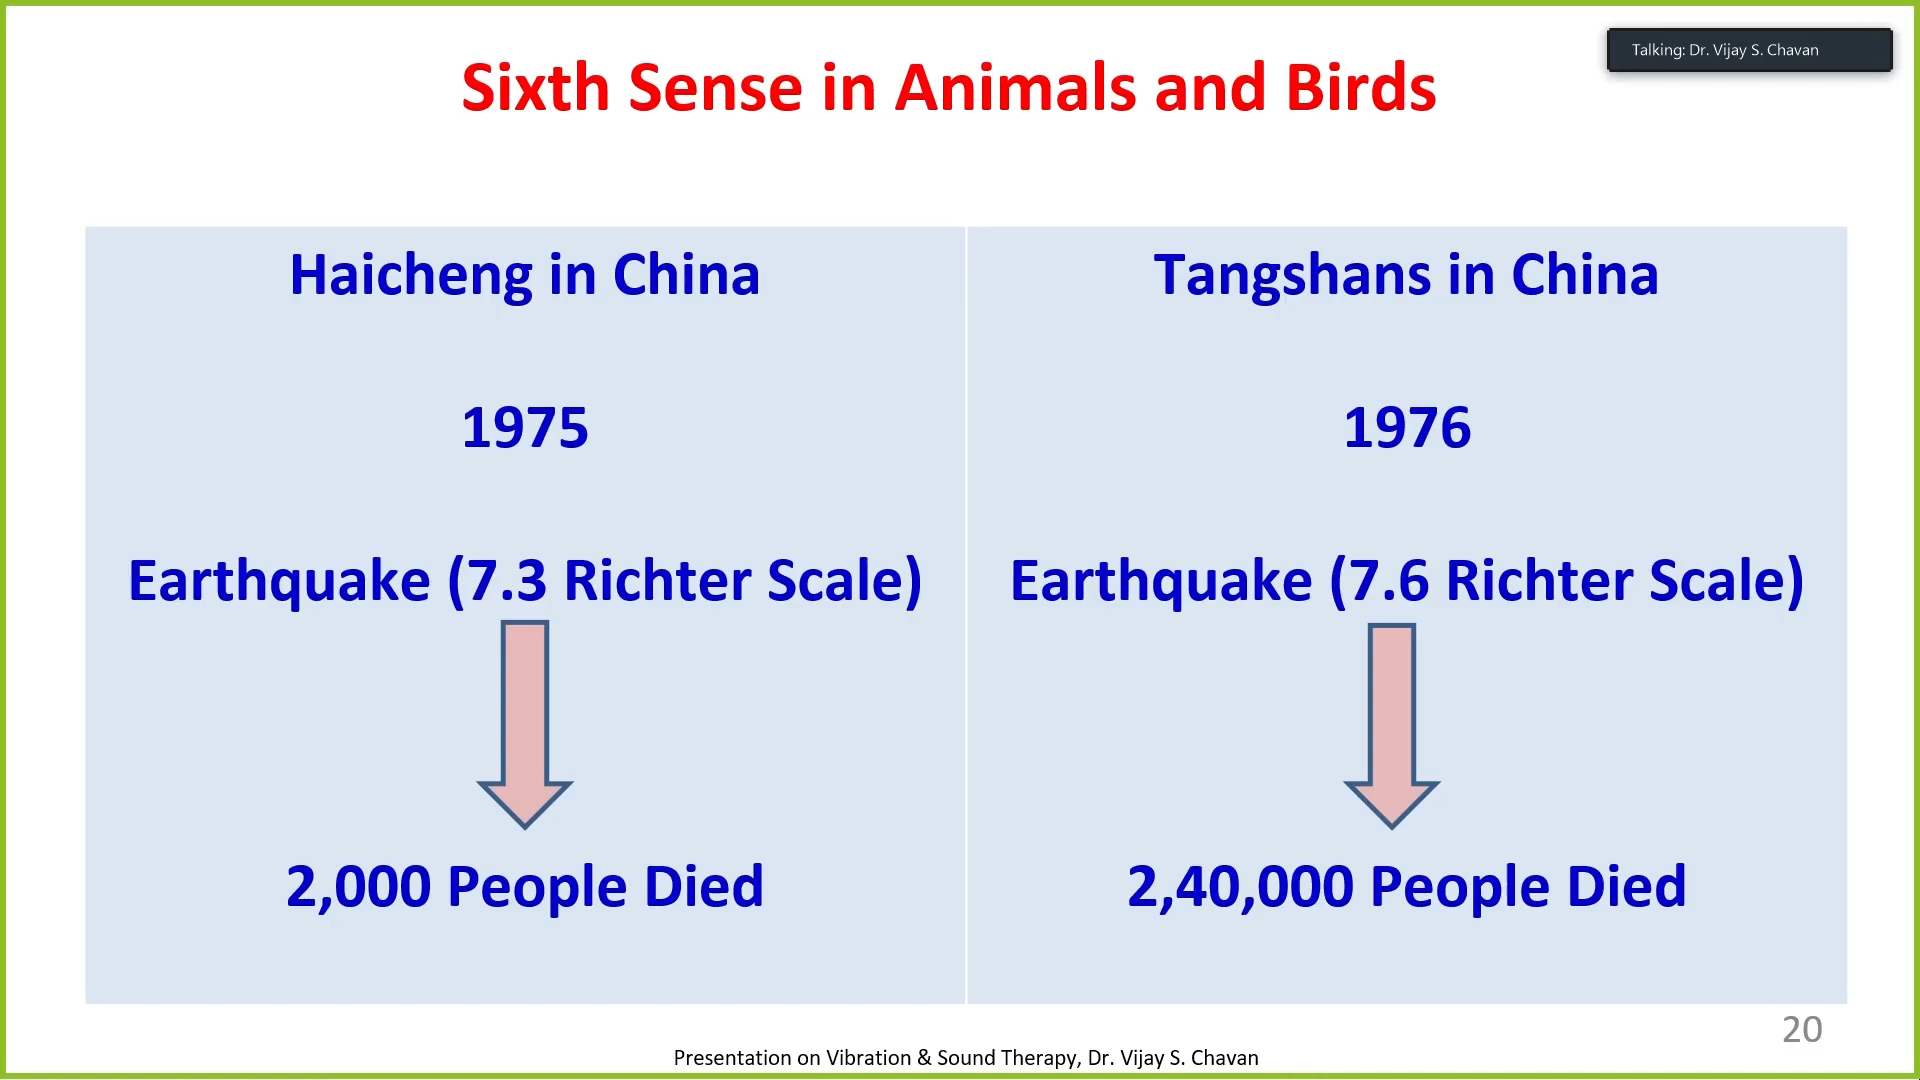 Talking: Dr. Vijay S. Chavan
Sixth Sense in Animals and Birds
Haicheng in China
1975
Earthquake (7.3 Richter Scale)
2,000 People Died
Tangshans in China
1976
Earthquake (7.6 Richter Scale)
2,40,000 People Died
20
Presentation on Vibration & Sound Therapy, Dr. Vijay S. Chavan